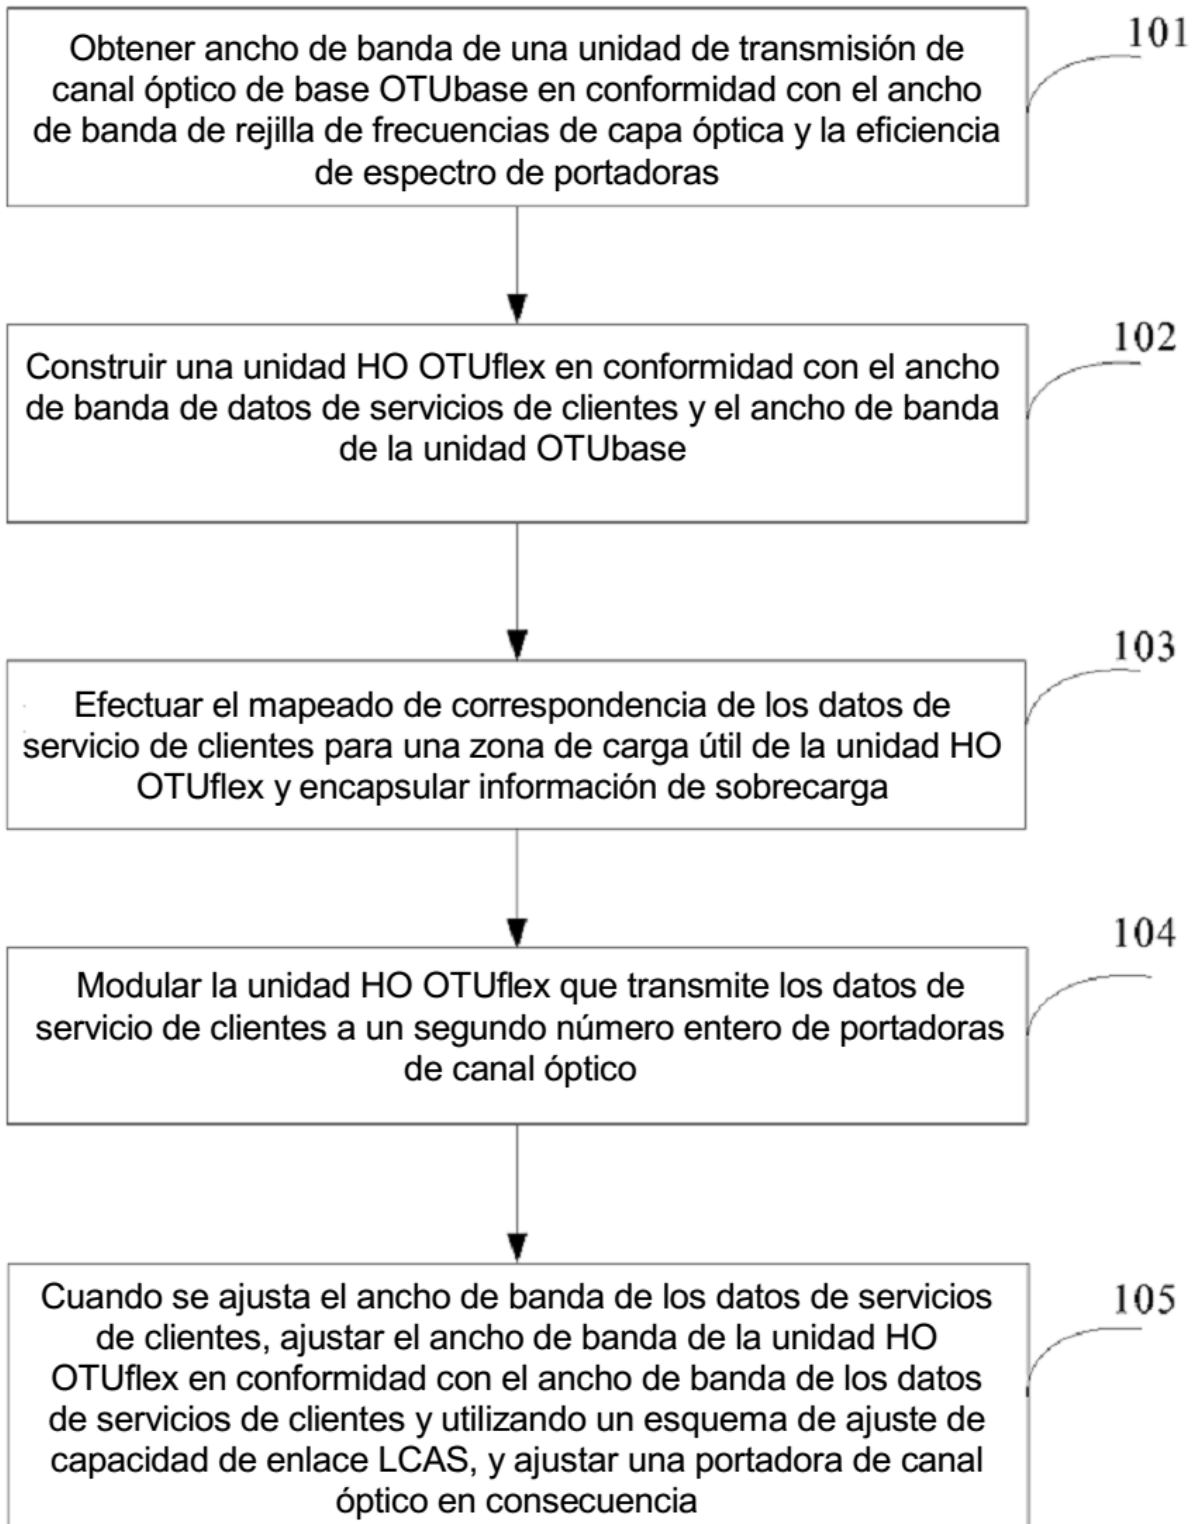 101
Obtener ancho de banda de una unidad de transmisión de
canal óptico de base OTUbase en conformidad con el ancho
de banda de rejilla de frecuencias de capa óptica y la eficiencia
de espectro de portadoras
102
Construir una unidad HO OTUflex en conformidad con el ancho
de banda de datos de servicios de clientes y el ancho de banda
de la unidad OTUbase
103
Efectuar el mapeado de correspondencia de los datos de
servicio de clientes para una zona de carga útil de la unidad HO
OTUflex y encapsular información de sobrecarga
104
Modular la unidad HO OTUflex que transmite los datos de
servicio de clientes a un segundo número entero de portadoras
de canal óptico
105
Cuando se ajusta el ancho de banda de los datos de servicios
de clientes, ajustar el ancho de banda de la unidad HO
OTUflex en conformidad con el ancho de banda de los datos
de servicios de clientes y utilizando un esquema de ajuste de
capacidad de enlace LCAS, y ajustar una portadora de canal
óptico en consecuencia